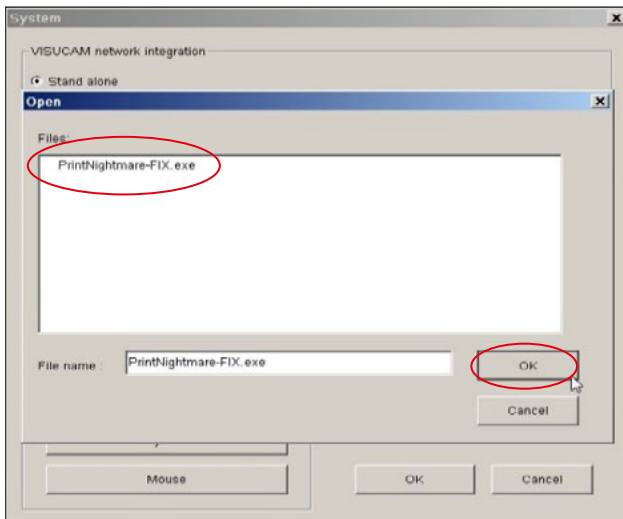 System
VISUCAM network integration
Stand alone
Open
Files:
PrintNightmare-FIX.exe
File name :
PrintNightmare-FIX.exe
OK
Cancel
Mouse
OK
Cancel